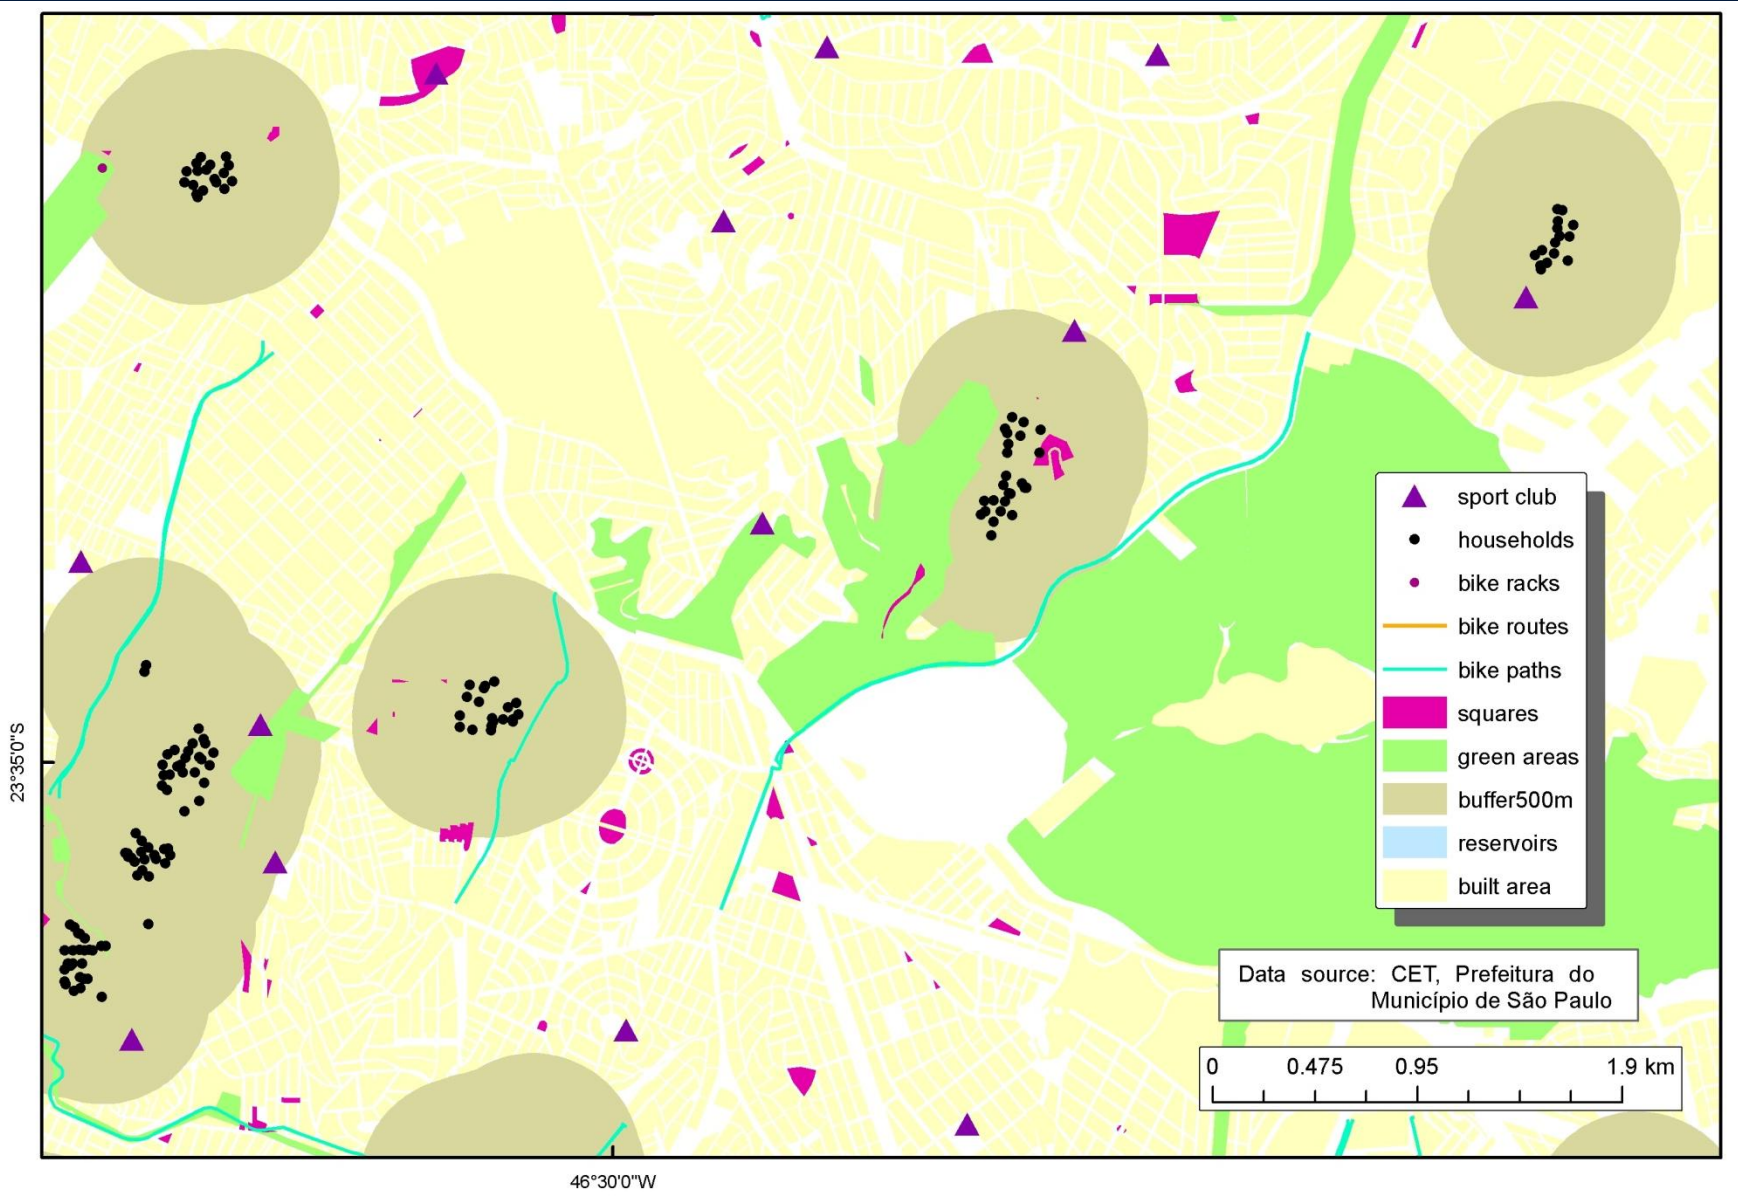 sport club
households
bike racks
bike routes
bike paths
squares
green areas
buffer500m
reservoirs
built area
Data source: CET, Prefeitura do
Município de São Paulo
0 0.475 0.95 1.9 km
23°35'0"S
46°30'0"W